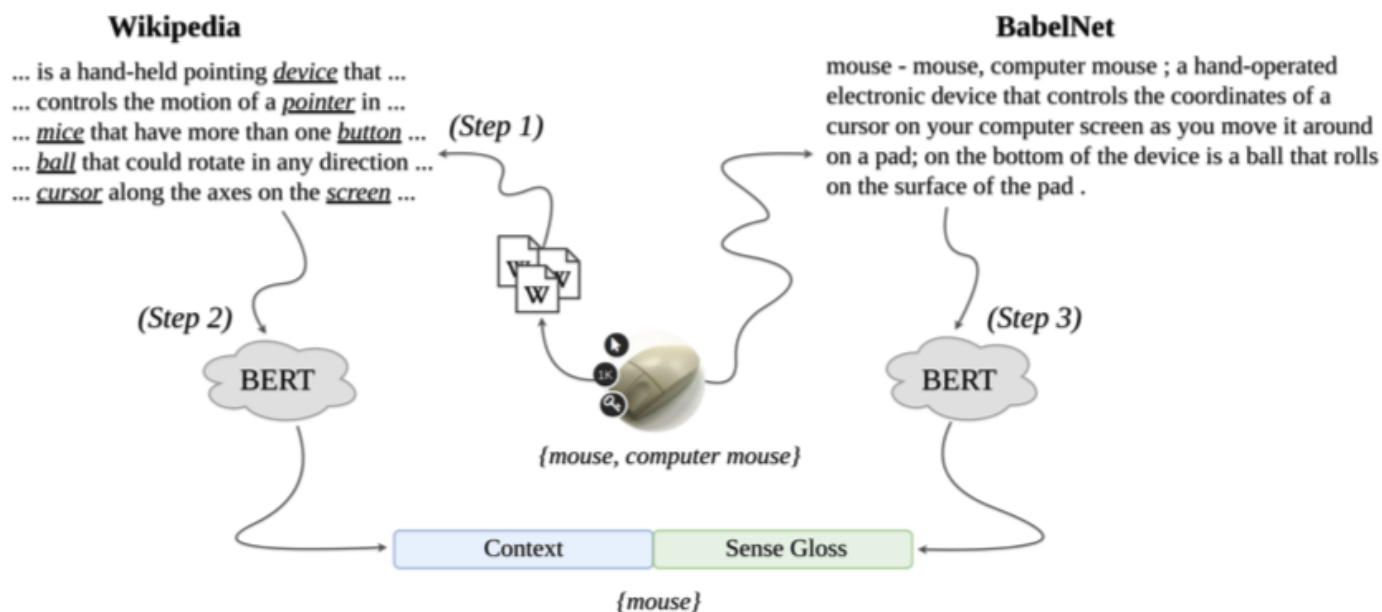 Wikipedia
... is a hand-held pointing device that ...
... controls the motion of a pointer in ...
... mice that have more than one button ...
... ball that could rotate in any direction ...
... cursor along the axes on the screen ...
(Step 1)
BabelNet
mouse - mouse, computer mouse ; a hand-operated
electronic device that controls the coordinates of a
cursor on your computer screen as you move it around
on a pad; on the bottom of the device is a ball that rolls
on the surface of the pad .
W
W
W
(Step 2)
(Step 3)
BERT
1K
BERT
{mouse, computer mouse}
Context
Sense Gloss
{mouse}